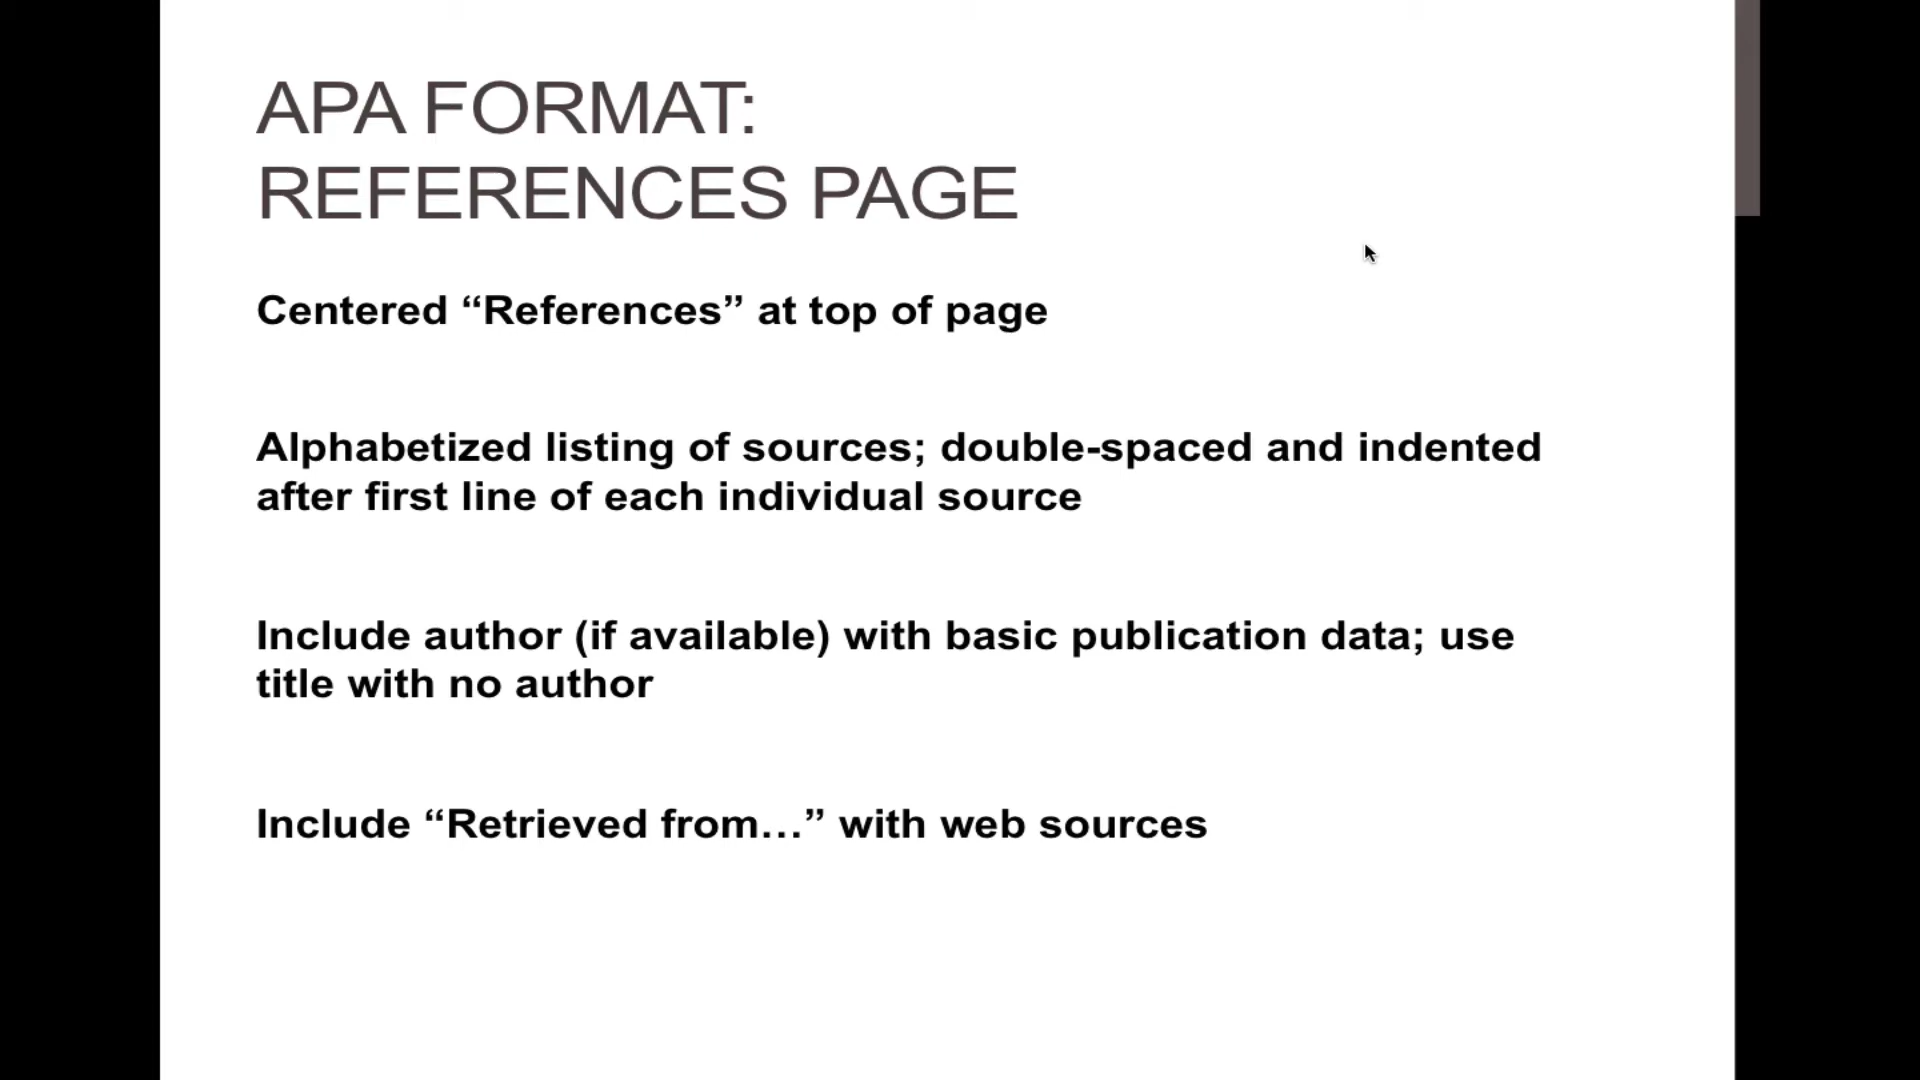 APA FORMAT:
REFERENCES PAGE
Centered “References” at top of page
Alphabetized listing of sources; double-spaced and indented
after first line of each individual source
Include author (if available) with basic publication data; use
title with no author
Include “Retrieved from…” with web sources